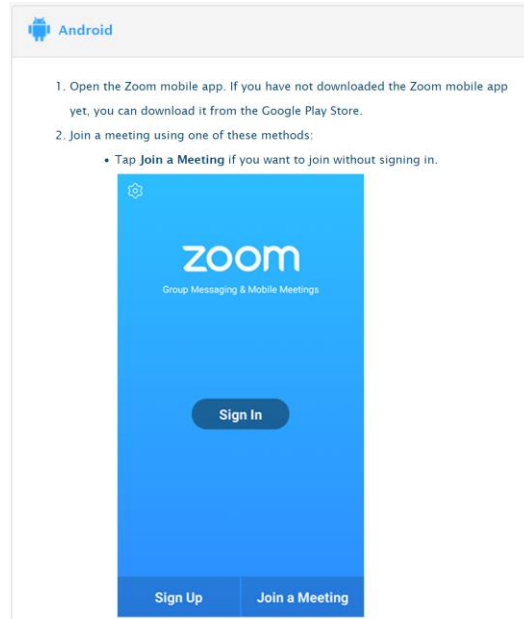 Android
1. Open the Zoom mobile app. If you have not downloaded the Zoom mobile app
yet, you can download it from the Google Play Store.
2. Join a meeting using one of these methods:
• Tap Join a Meeting if you want to join without signing in.
zoom
Group Messaging & Mobile Meetings
Sign In
Sign Up
Join a Meeting